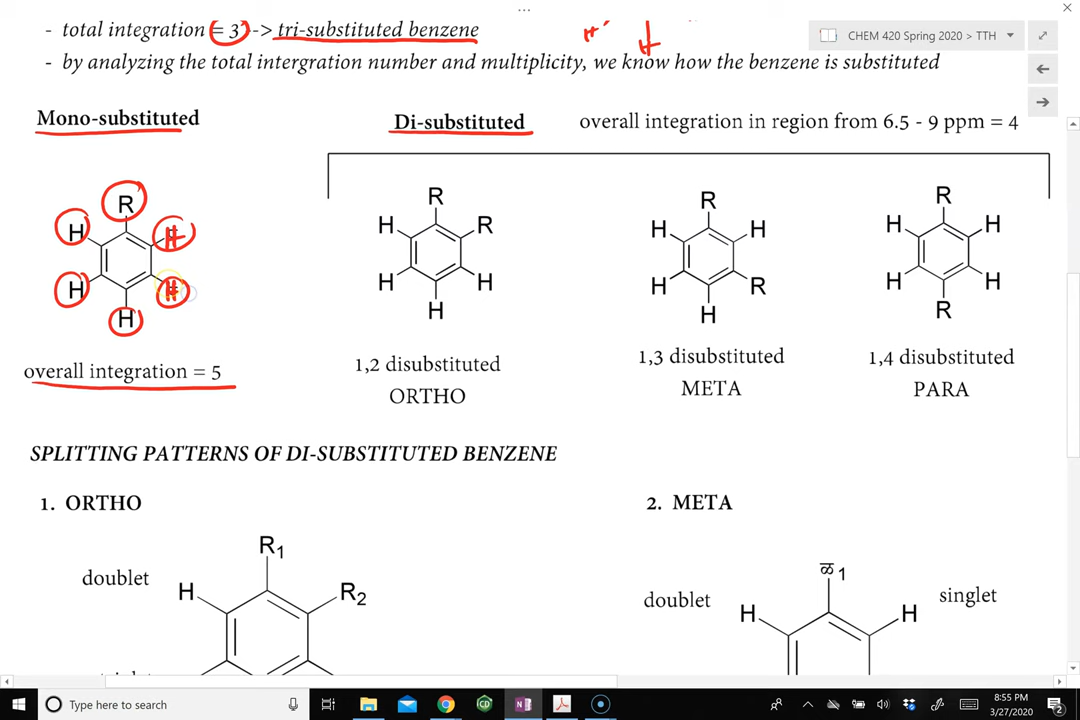 ...
- total integration = 3 -> tri-substituted benzene
H H
CHEM 420 Spring 2020 > TTH
- by analyzing the total intergration number and multiplicity, we know how the benzene is substituted
Mono-substituted
Di-substituted
overall integration in region from 6.5 - 9 ppm = 4
R
H H
H H
H
R
H R
H H
H
R
H H
H R
H
R
H H
H H
R
overall integration = 5
1,2 disubstituted
ORTHO
1,3 disubstituted
META
1,4 disubstituted
PARA
SPLITTING PATTERNS OF DI-SUBSTITUTED BENZENE
1. ORTHO
2. META
R1
doublet H R2
1
doublet H H singlet
Type here to search
8:55 PM
3/27/2020
2